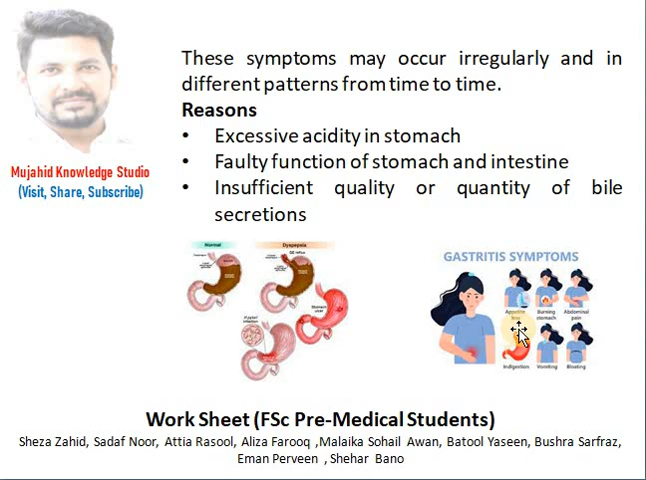 These symptoms may occur irregularly and in
different patterns from time to time.
Reasons
• Excessive acidity in stomach
• Faulty function of stomach and intestine
• Insufficient quality or quantity of bile
secretions
Mujahid Knowledge Studio
(Visit, Share, Subscribe)
Normal
Dyspepsia
GASTRITIS SYMPTOMS
Appetite
Burning
stomach
Abdominal
pain
Indigestion
Vomiting
Bloating
Work Sheet (FSc Pre-Medical Students)
Sheza Zahid, Sadaf Noor, Attia Rasool, Aliza Farooq ,Malaika Sohail Awan, Batool Yaseen, Bushra Sarfraz,
Eman Perveen , Shehar Bano